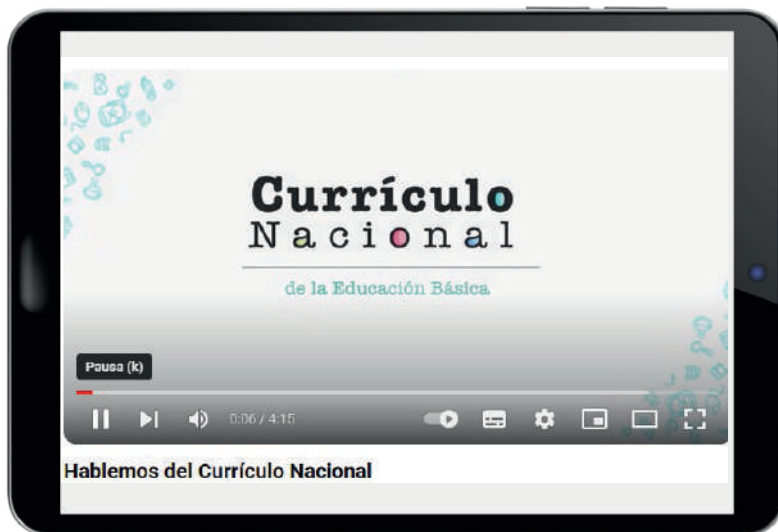 Currículo
Nacional
de la Educación Básica
Pausa (k)
0:06 / 4:15
Hablemos del Currículo Nacional